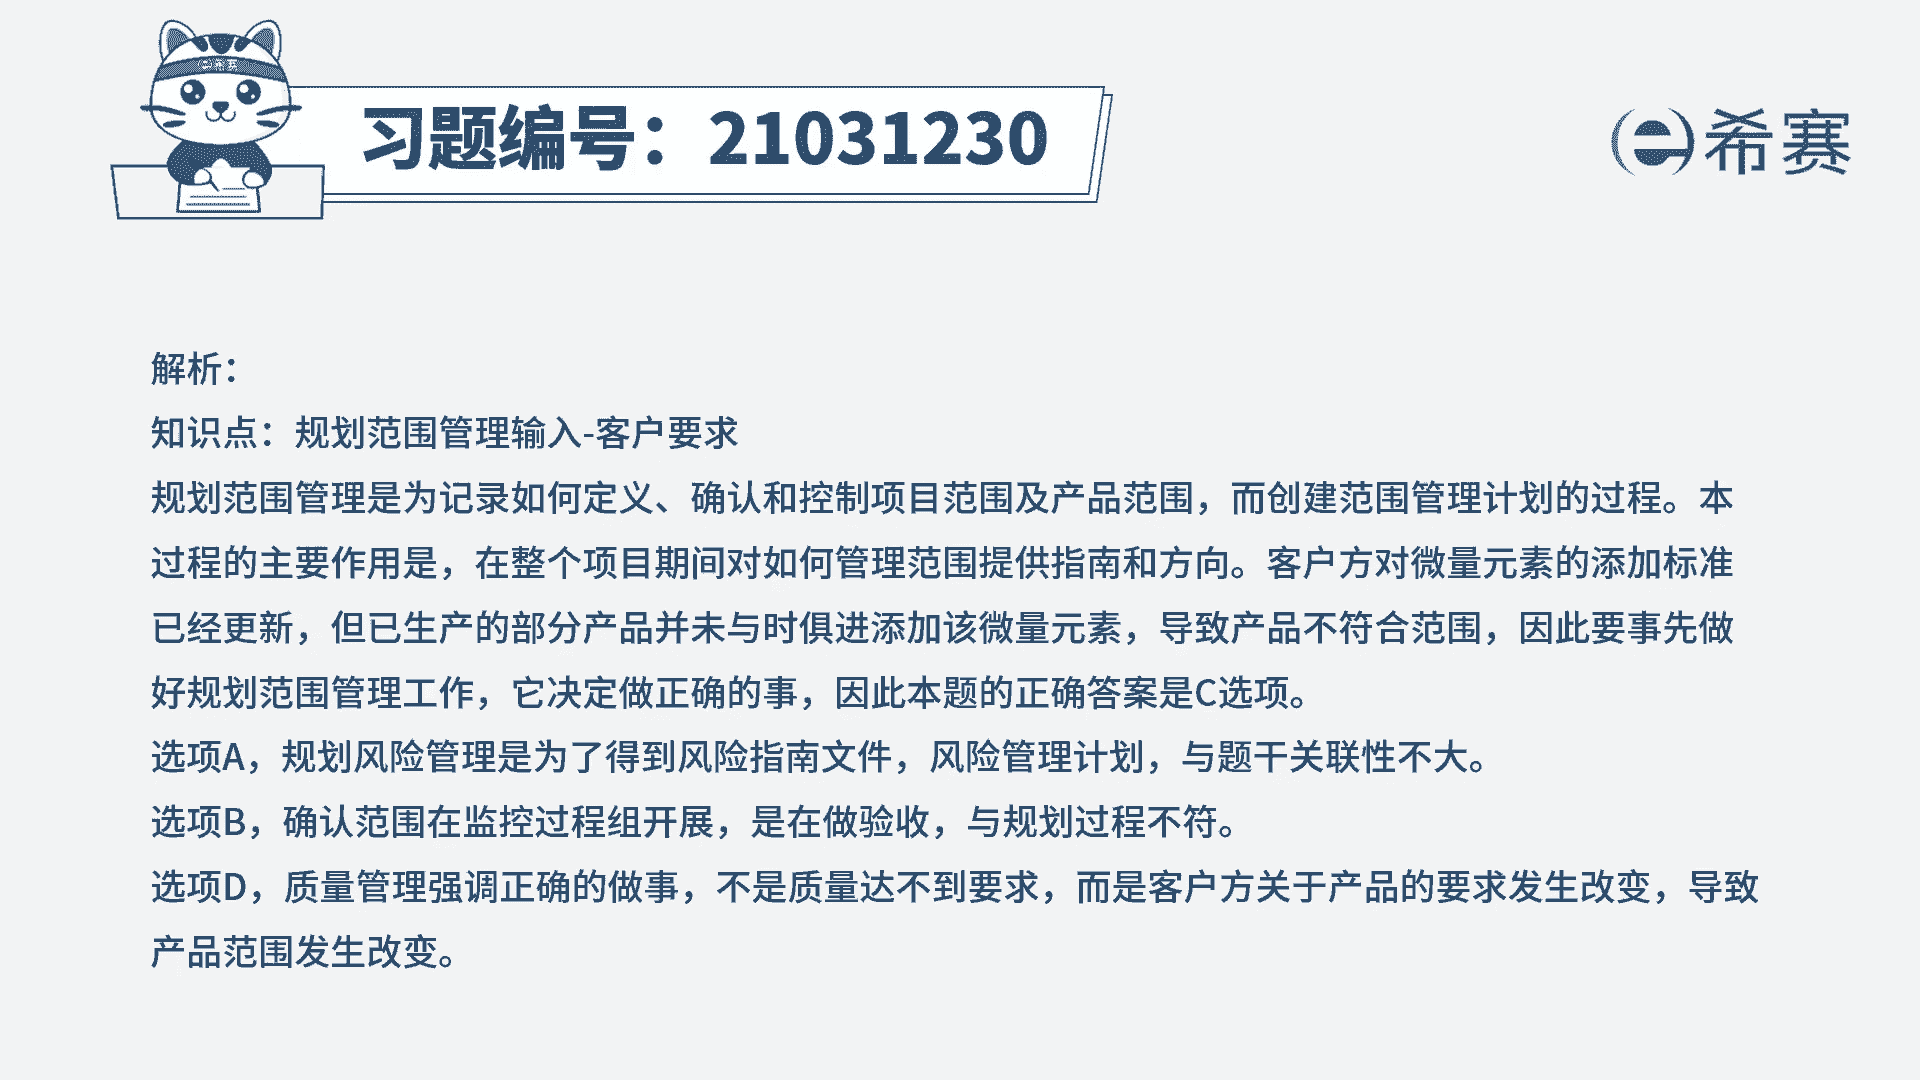 习题编号：21031230
希赛
解析：
知识点：规划范围管理输入-客户要求
规划范围管理是为记录如何定义、确认和控制项目范围及产品范围，而创建范围管理计划的过程。本
过程的主要作用是，在整个项目期间对如何管理范围提供指南和方向。客户方对微量元素的添加标准
已经更新，但已生产的部分产品并未与时俱进添加该微量元素，导致产品不符合范围，因此要事先做
好规划范围管理工作，它决定做正确的事，因此本题的正确答案是C选项。
选项A，规划风险管理是为了得到风险指南文件，风险管理计划，与题干关联性不大。
选项B，确认范围在监控过程组开展，是在做验收，与规划过程不符。
选项D，质量管理强调正确的做事，不是质量达不到要求，而是客户方关于产品的要求发生改变，导致
产品范围发生改变。